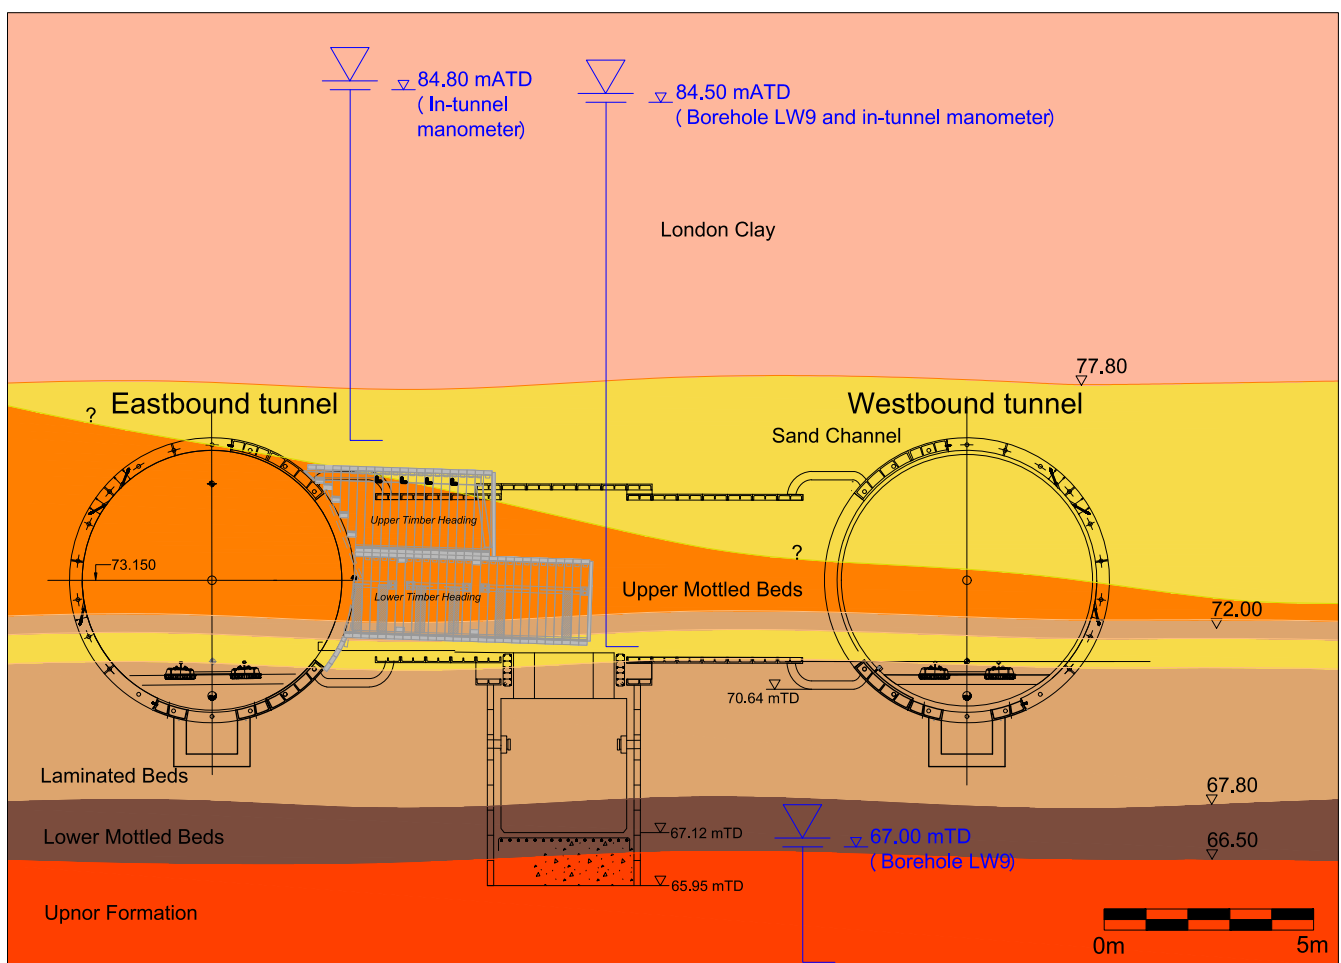 84.80 mATD
( In-tunnel
manometer)
84.50 mATD
( Borehole LW9 and in-tunnel manometer)
London Clay
77.80
?
Eastbound tunnel
Westbound tunnel
Sand Channel
Upper Timber Heading
?
73.150
Lower Timber Heading
Upper Mottled Beds
72.00
70.64 mTD
Laminated Beds
67.80
Lower Mottled Beds
67.12 mTD
67.00 mTD
( Borehole LW9)
66.50
65.95 mTD
Upnor Formation
0m
5m